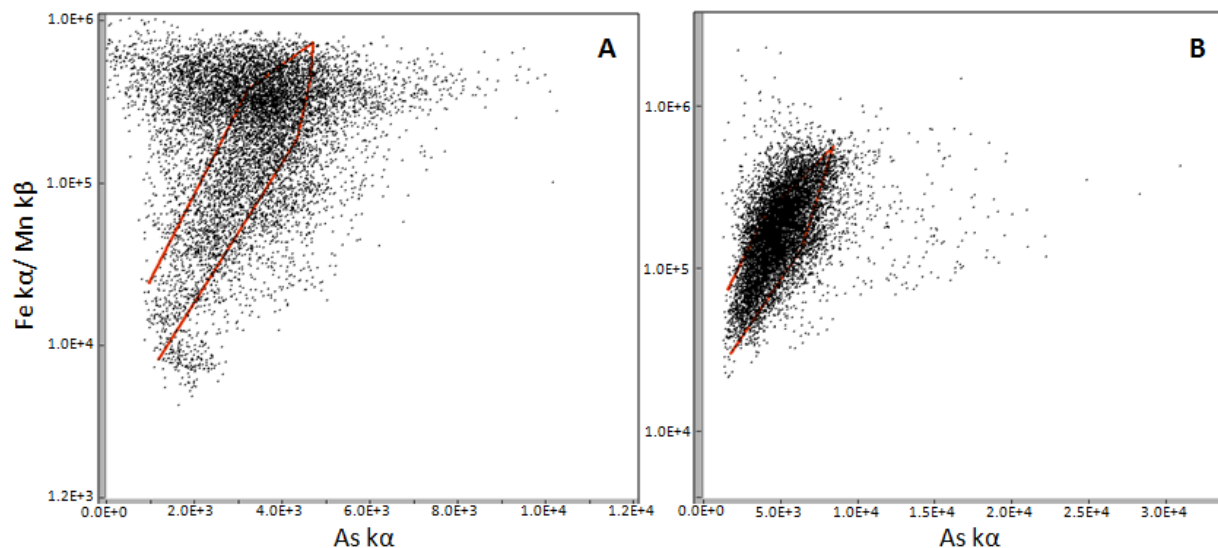 A
1.0E+6
1.0E+5
1.0E+4
1.2E+3
Fe kα/ Mn kβ
0.0E+0
2.0E+3
4.0E+3
6.0E+3
8.0E+3
1.0E+4
1.2E+4
As kα
B
1.0E+6
1.0E+5
1.0E+4
0.0E+0
5.0E+3
1.0E+4
1.5E+4
2.0E+4
2.5E+4
3.0E+4
As kα